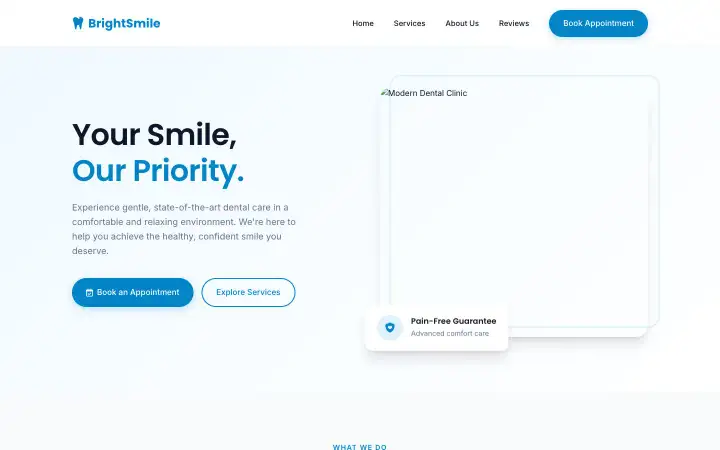 BrightSmile
Home
Services
About Us
Reviews
Book Appointment
Modern Dental Clinic
Your Smile,
Our Priority.
Experience gentle, state-of-the-art dental care in a
comfortable and relaxing environment. We're here to
help you achieve the healthy, confident smile you
deserve.
Book an Appointment
Explore Services
Pain-Free Guarantee
Advanced comfort care
WHAT WE DO